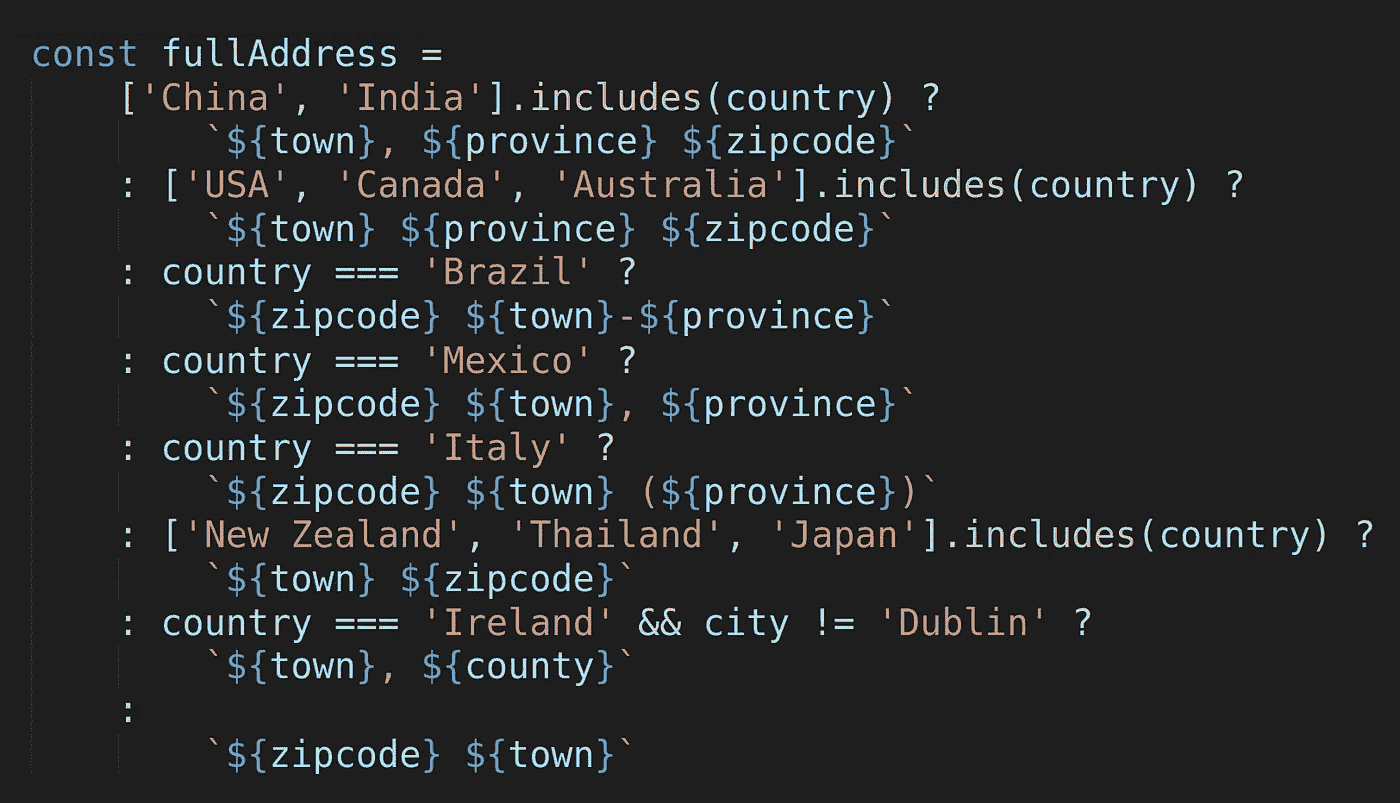 const fullAddress =
    ['China', 'India'].includes(country) ?
        `${town}, ${province} ${zipcode}`
    : ['USA', 'Canada', 'Australia'].includes(country) ?
        `${town} ${province} ${zipcode}`
    : country === 'Brazil' ?
        `${zipcode} ${town}-${province}`
    : country === 'Mexico' ?
        `${zipcode} ${town}, ${province}`
    : country === 'Italy' ?
        `${zipcode} ${town} (${province})`
    : ['New Zealand', 'Thailand', 'Japan'].includes(country) ?
        `${town} ${zipcode}`
    : country === 'Ireland' && city != 'Dublin' ?
        `${town}, ${county}`
    :
        `${zipcode} ${town}`